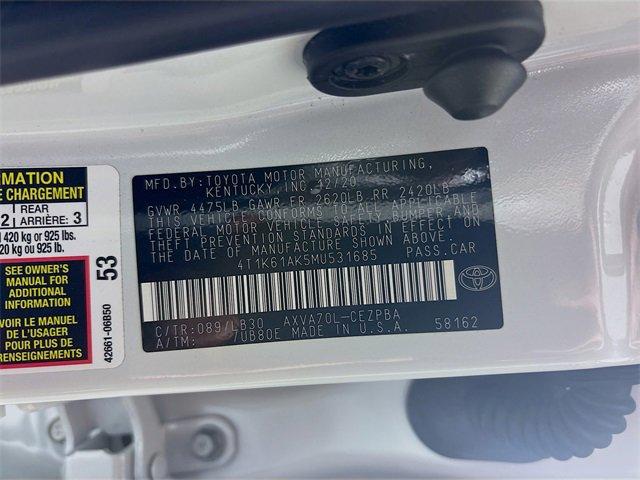 RMATION
E CHARGEMENT
2 REAR ARRIÈRE: 3
420 kg or 925 lbs.
20 kg ou 925 lb.
SEE OWNER'S
MANUAL FOR
ADDITIONAL
INFORMATION
VOIR LE MANUEL
DE L'USAGER
POUR PLUS DE
RENSEIGNEMENTS
42661-06B50 53
MFD.BY:TOYOTA MOTOR MANUFACTURING,
KENTUCKY, INC. 12/20
GVWR 4475LB GAWR FR 2620LB RR 2420LB
THIS VEHICLE CONFORMS TO ALL APPLICABLE
FEDERAL MOTOR VEHICLE SAFETY, BUMPER, AND
THEFT PREVENTION STANDARDS IN EFFECT ON
THE DATE OF MANUFACTURE SHOWN ABOVE.
4T1K61AK5MU531685 PASS.CAR
C/TR:089/LB30 AXVA70L-CEZPBA
A/TM: /UB80E MADE IN U.S.A. 58162